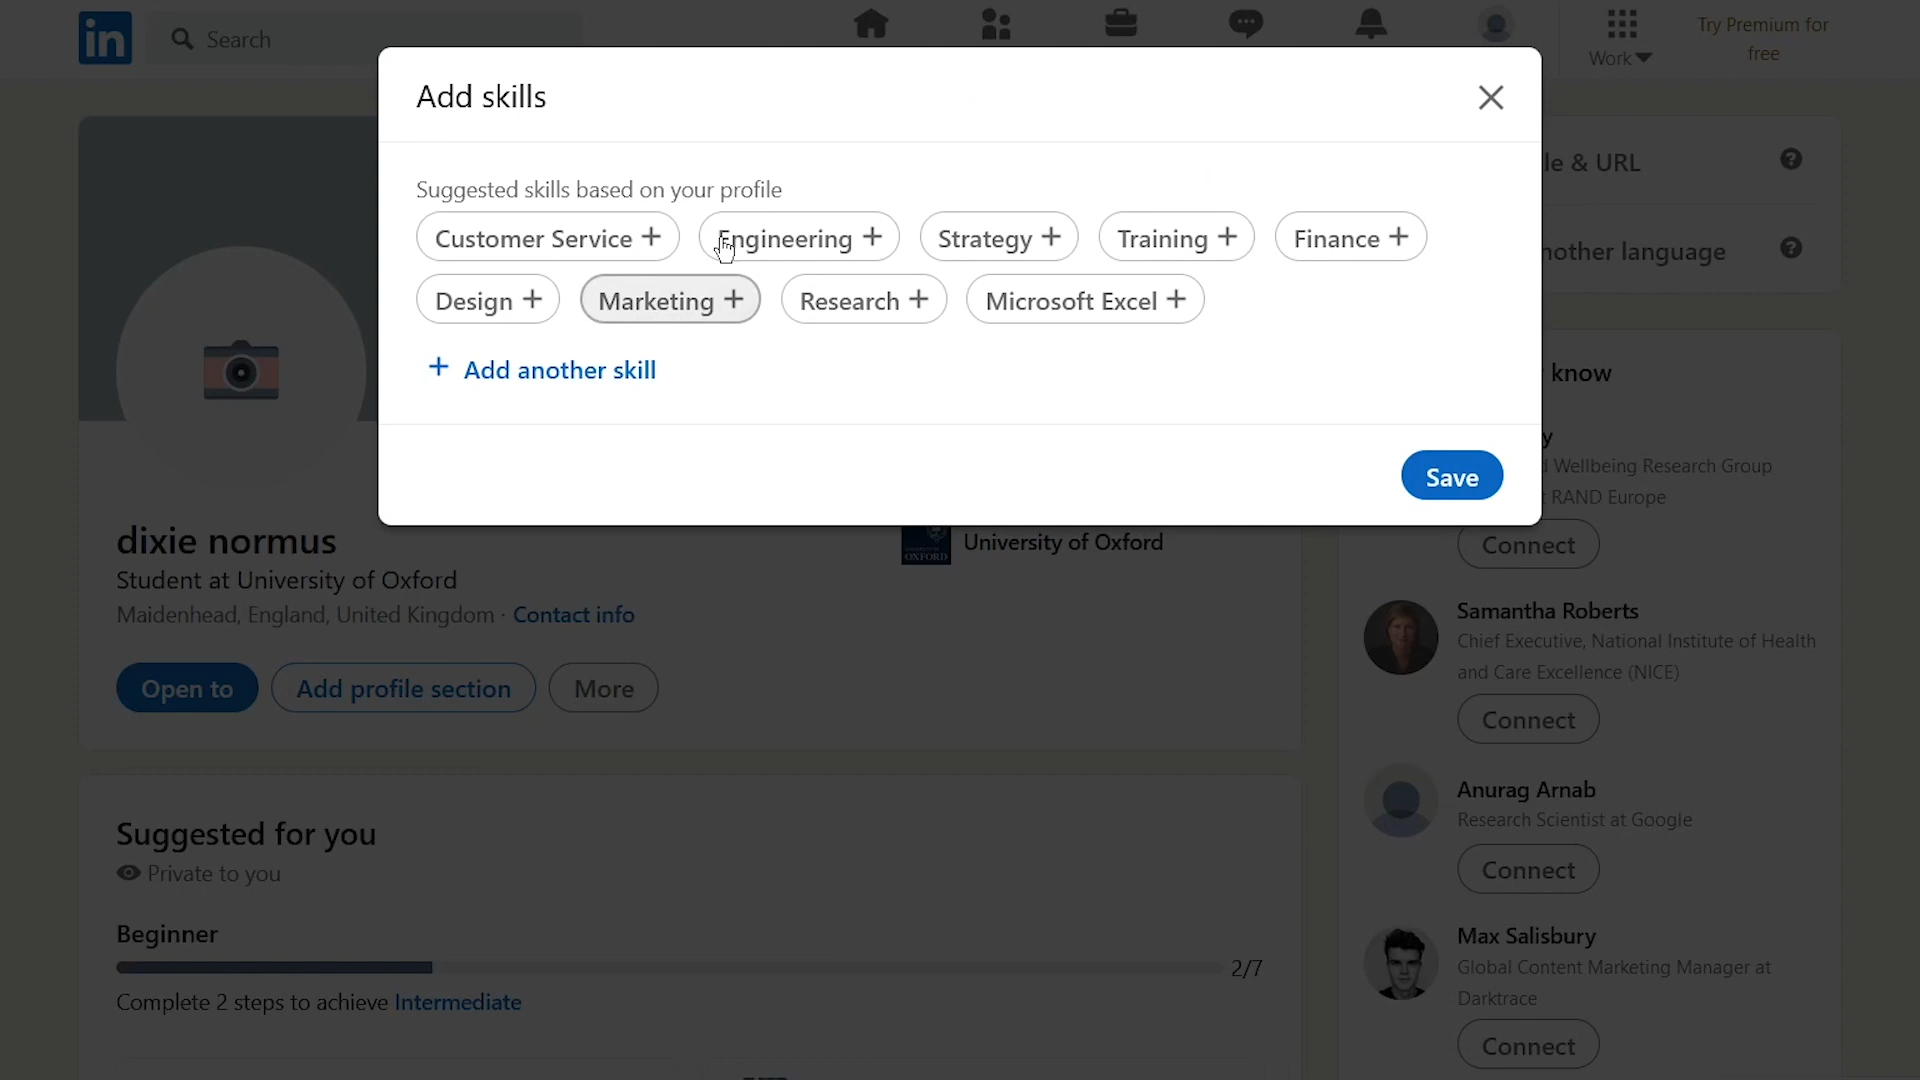 in
Search
Work
Try Premium for
free
Add skills
Suggested skills based on your profile
Customer Service +
Engineering +
Strategy +
Training +
Finance +
Design +
Marketing +
Research +
Microsoft Excel +
+ Add another skill
Save
le & URL
nother language
know
y
Wellbeing Research Group
RAND Europe
Connect
Samantha Roberts
Chief Executive, National Institute of Health
and Care Excellence (NICE)
Connect
Anurag Arnab
Research Scientist at Google
Connect
Max Salisbury
Global Content Marketing Manager at
Darktrace
Connect
dixie normus
Student at University of Oxford
Maidenhead, England, United Kingdom · Contact info
OXFORD
University of Oxford
Open to
Add profile section
More
Suggested for you
Private to you
Beginner
2/7
Complete 2 steps to achieve Intermediate